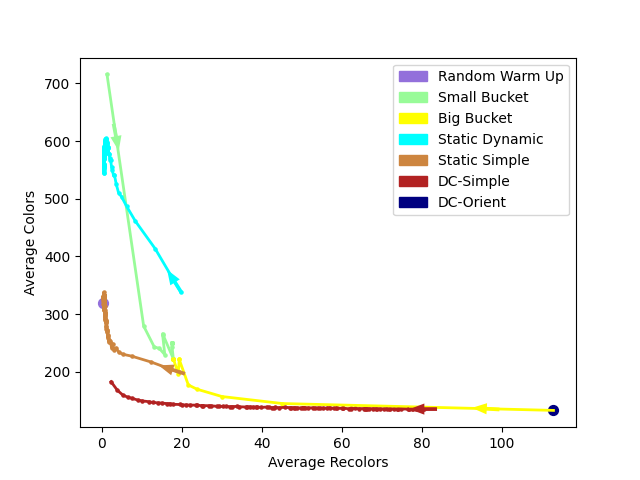 700
600
500
400
300
200
Average Colors
0
20
40
60
80
100
Average Recolors
Random Warm Up
Small Bucket
Big Bucket
Static Dynamic
Static Simple
DC-Simple
DC-Orient